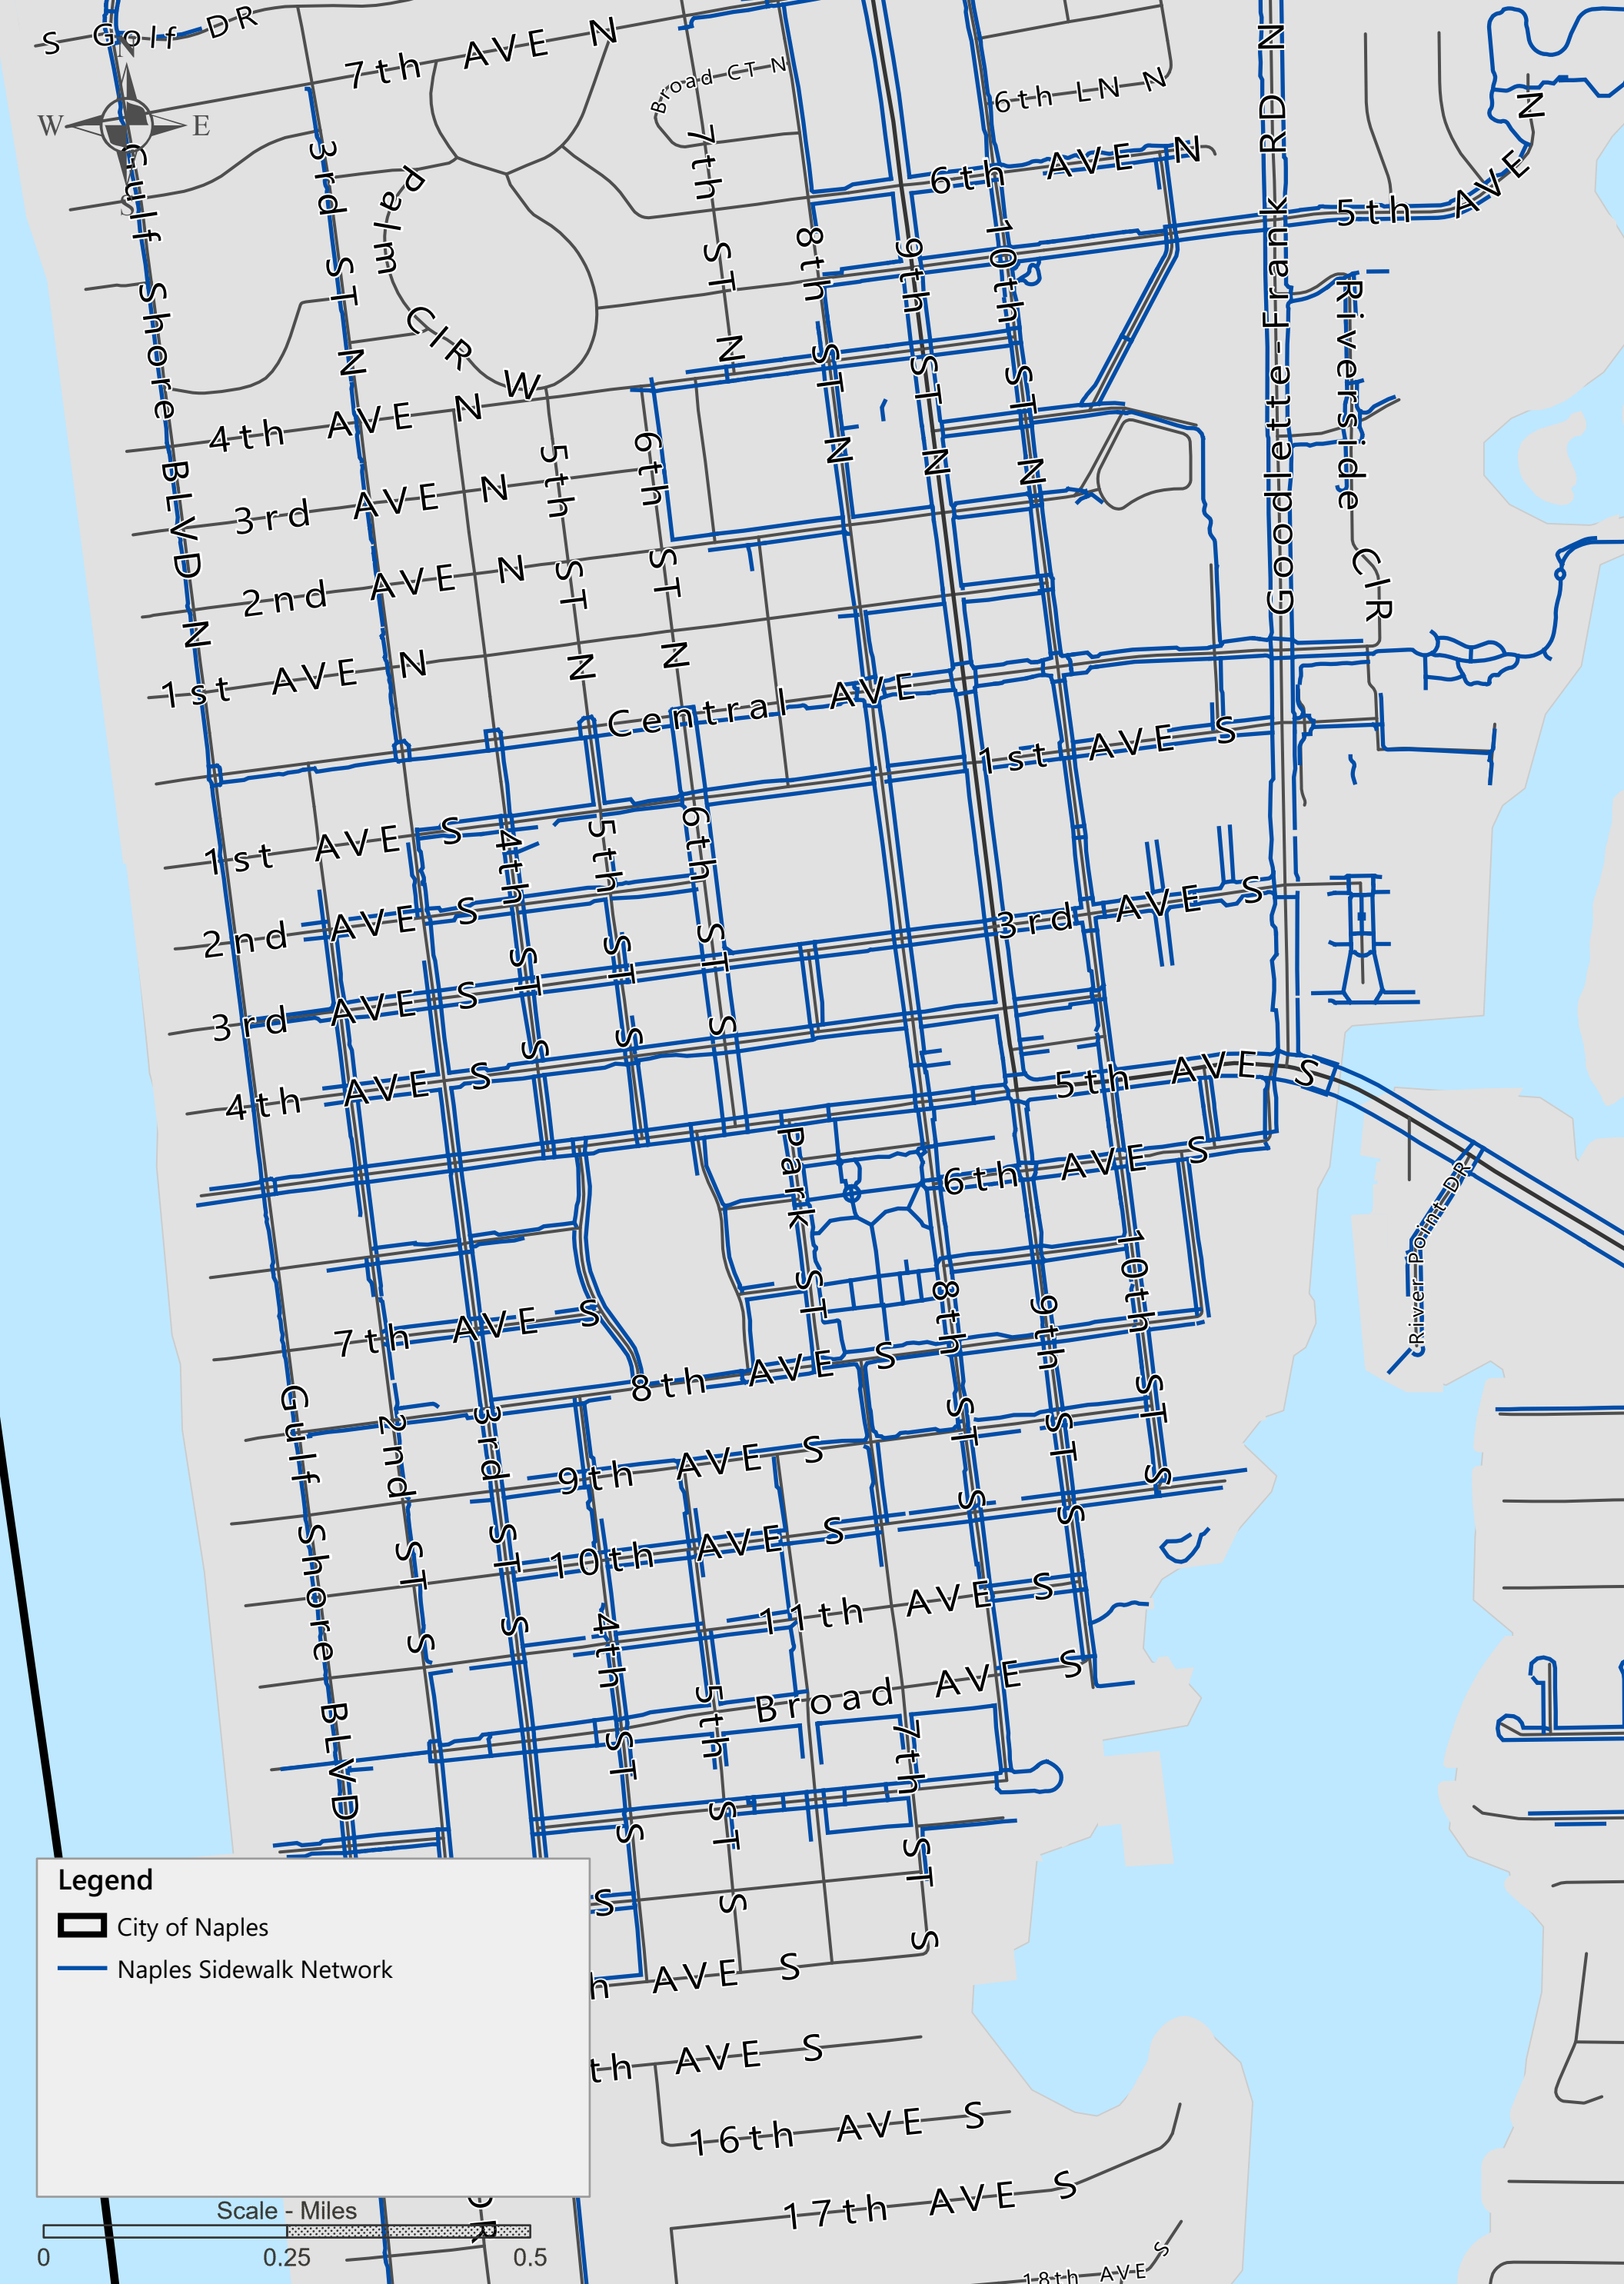 S Golf DR
7th AVE N
Broad CT N
6th LN N
N
W
E
S
Gulf Shore BLVD N
3rd ST N
Palm CIR W
7th ST N
8th ST N
9th ST N
10th ST N
6th AVE N
Goodlette-Frank RD N
5th AVE N
Riverside CIR
4th AVE N
3rd AVE N
5th ST N
6th ST N
2nd AVE N
1st AVE N
Central AVE
1st AVE S
1st AVE S
4th ST S
5th ST S
6th ST S
2nd AVE S
3rd AVE S
3rd AVE S
4th AVE S
5th AVE S
Park ST
6th AVE S
River Point DR
7th AVE S
8th AVE S
8th ST S
9th ST S
10th ST S
Gulf Shore BLVD
2nd ST S
3rd ST S
9th AVE S
10th AVE S
11th AVE S
4th ST S
5th ST S
Broad AVE S
7th ST S
S
h AVE S
th AVE S
16th AVE S
17th AVE S
18th AVE S
Legend
City of Naples
Naples Sidewalk Network
Scale - Miles
0 0.25 0.5
DR